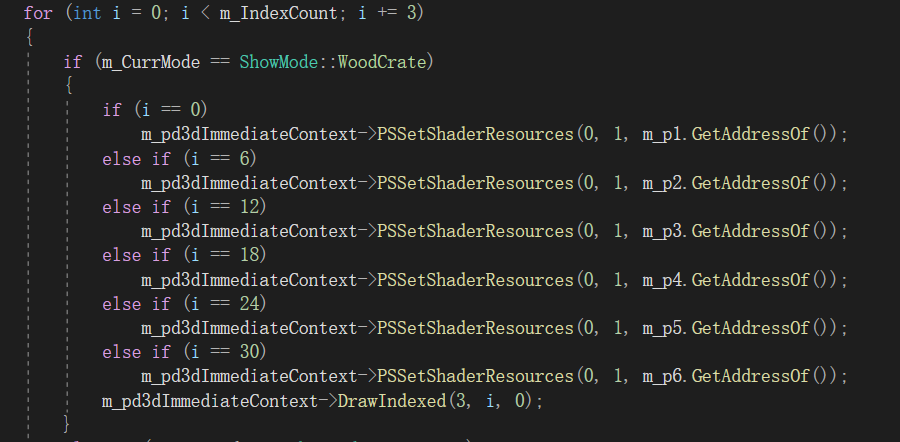 for (int i = 0; i < m_IndexCount; i += 3)
{
if (m_CurrMode == ShowMode::WoodCrate)
{
if (i == 0)
m_pd3dImmediateContext->PSSetShaderResources(0, 1, m_p1.GetAddressOf());
else if (i == 6)
m_pd3dImmediateContext->PSSetShaderResources(0, 1, m_p2.GetAddressOf());
else if (i == 12)
m_pd3dImmediateContext->PSSetShaderResources(0, 1, m_p3.GetAddressOf());
else if (i == 18)
m_pd3dImmediateContext->PSSetShaderResources(0, 1, m_p4.GetAddressOf());
else if (i == 24)
m_pd3dImmediateContext->PSSetShaderResources(0, 1, m_p5.GetAddressOf());
else if (i == 30)
m_pd3dImmediateContext->PSSetShaderResources(0, 1, m_p6.GetAddressOf());
m_pd3dImmediateContext->DrawIndexed(3, i, 0);
}